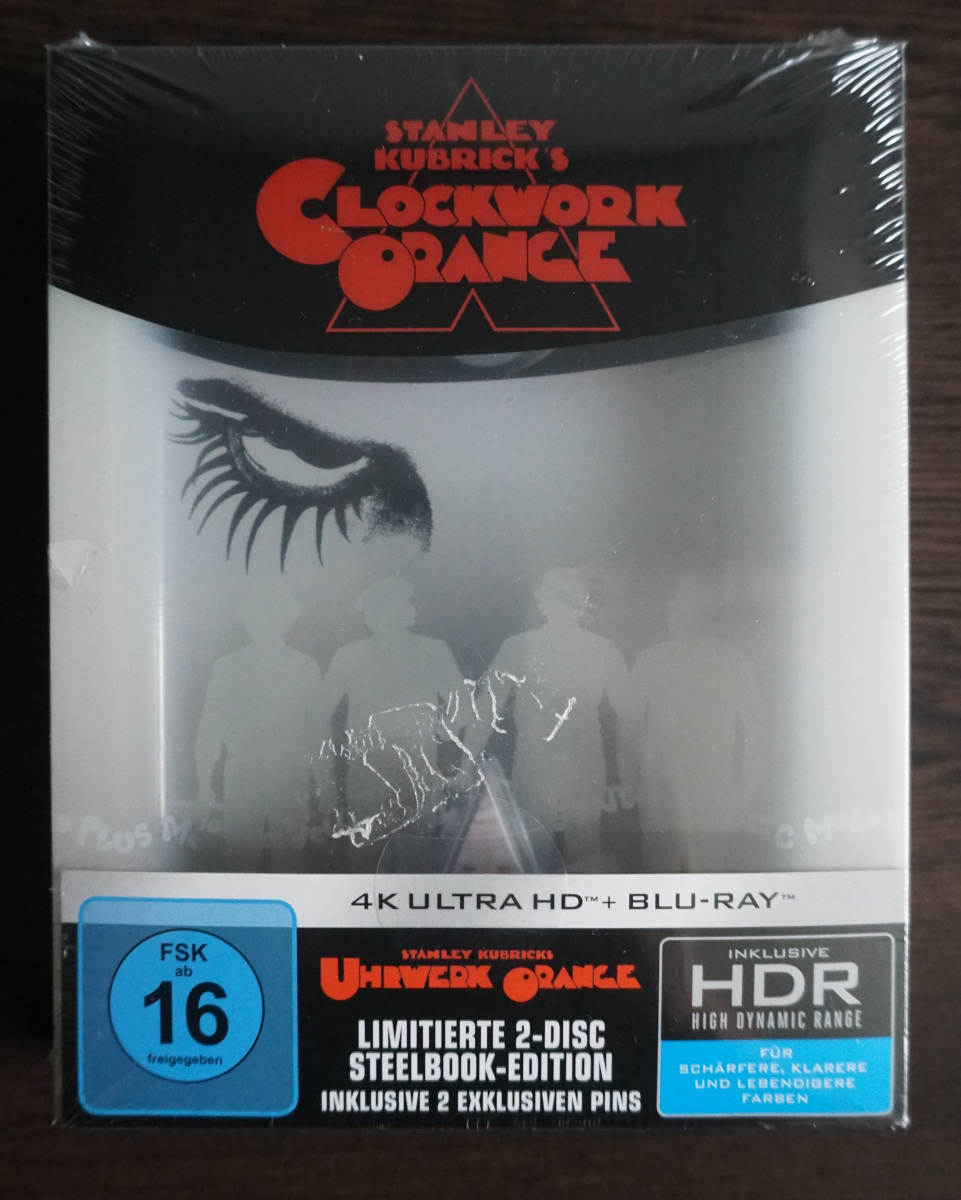 STANLEY
KUBRICK'S
CLOCKWORK
ORANGE
PLUS
4K ULTRA HD™ + BLU-RAY™
FSK
ab
16
freigegeben
STANLEY KUBRICKS
UHRWERK ORANGE
LIMITIERTE 2-DISC
STEELBOOK-EDITION
INKLUSIVE 2 EXKLUSIVEN PINS
INKLUSIVE
HDR
HIGH DYNAMIC RANGE
FÜR
SCHÄRFERE, KLARERE
UND LEBENDIGERE
FARBEN